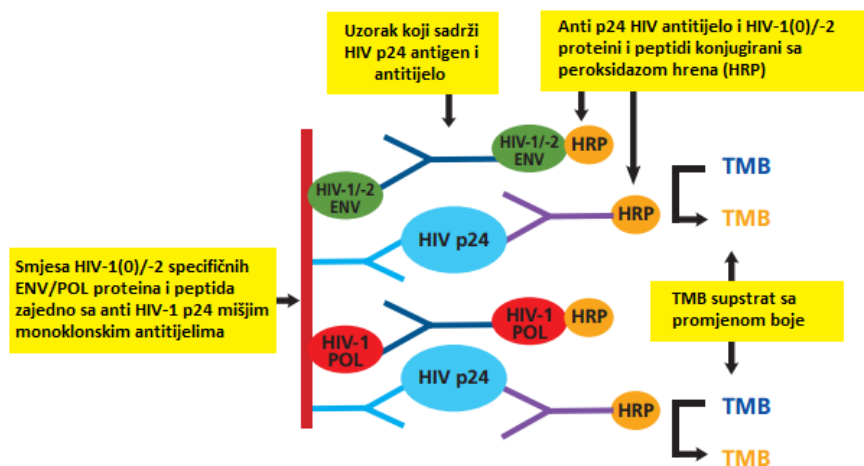 Uzorak koji sadrži
HIV p24 antigen i
antitijelo
Anti p24 HIV antitijelo i HIV-1(0)/-2
proteini i peptidi konjugirani sa
peroksidazom hrena (HRP)
HIV-1/-2
ENV
HRP
HIV-1/-2
ENV
TMB
TMB
HIV p24
HRP
Smjesa HIV-1(0)/-2 specifičnih
ENV/POL proteina i peptida
zajedno sa anti HIV-1 p24 mišjim
monoklonskim antitijelima
TMB supstrat sa
promjenom boje
HIV-1
POL
HRP
HIV-1
POL
HIV p24
HRP
TMB
TMB